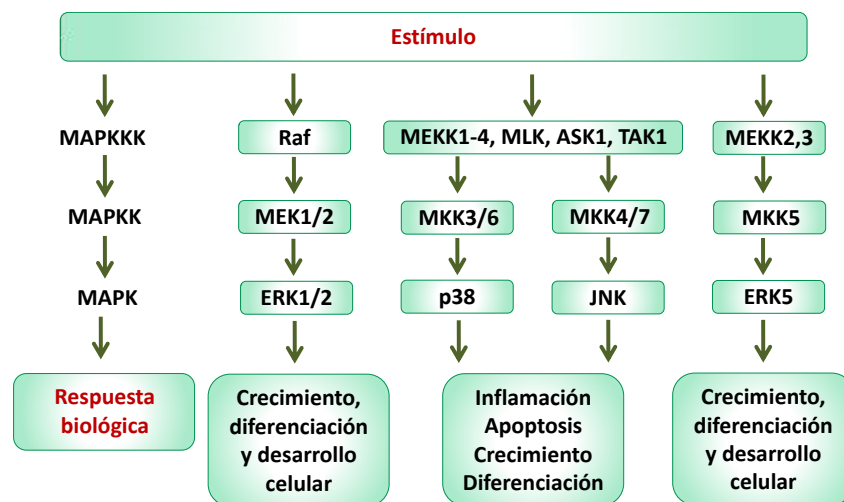 Estímulo
MAPKKK
Raf
MEKK1-4, MLK, ASK1, TAK1
MEKK2,3
MAPKK
MEK1/2
MKK3/6
MKK4/7
MKK5
MAPK
ERK1/2
p38
JNK
ERK5
Respuesta
biológica
Crecimiento,
diferenciación
y desarrollo
celular
Inflamación
Apoptosis
Crecimiento
Diferenciación
Crecimiento,
diferenciación
y desarrollo
celular